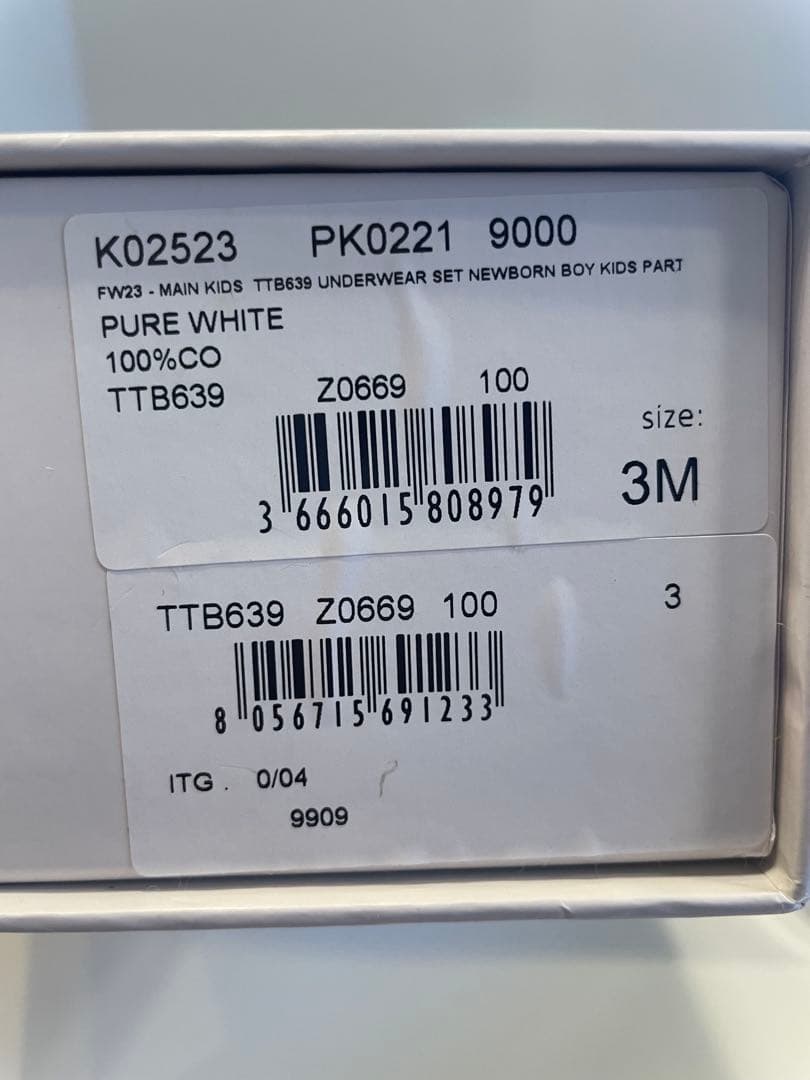 K02523 PK0221 9000
FW23 - MAIN KIDS TTB639 UNDERWEAR SET NEWBORN BOY KIDS PART
PURE WHITE
100%CO
TTB639 Z0669 100
size:
3M
3 666015 808979
TTB639 Z0669 100 3
8 056715 691233
ITG . 0/04
9909